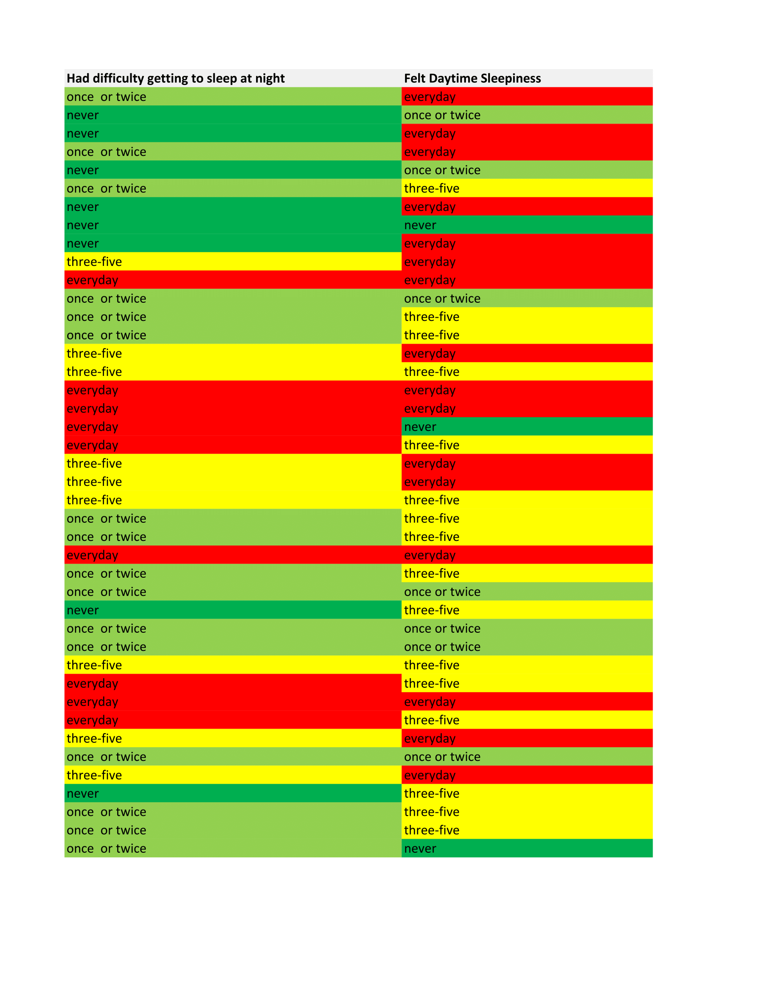 Had difficulty getting to sleep at night Felt Daytime Sleepiness
once  or twice everyday
never once or twice
never everyday
once  or twice everyday
never once or twice
once  or twice three-five
never everyday
never never
never everyday
three-five everyday
everyday everyday
once  or twice once or twice
once  or twice three-five
once  or twice three-five
three-five everyday
three-five three-five
everyday everyday
everyday everyday
everyday never
everyday three-five
three-five everyday
three-five everyday
three-five three-five
once  or twice three-five
once  or twice three-five
everyday everyday
once  or twice three-five
once  or twice once or twice
never three-five
once  or twice once or twice
once  or twice once or twice
three-five three-five
everyday three-five
everyday everyday
everyday three-five
three-five everyday
once  or twice once or twice
three-five everyday
never three-five
once  or twice three-five
once  or twice three-five
once  or twice never